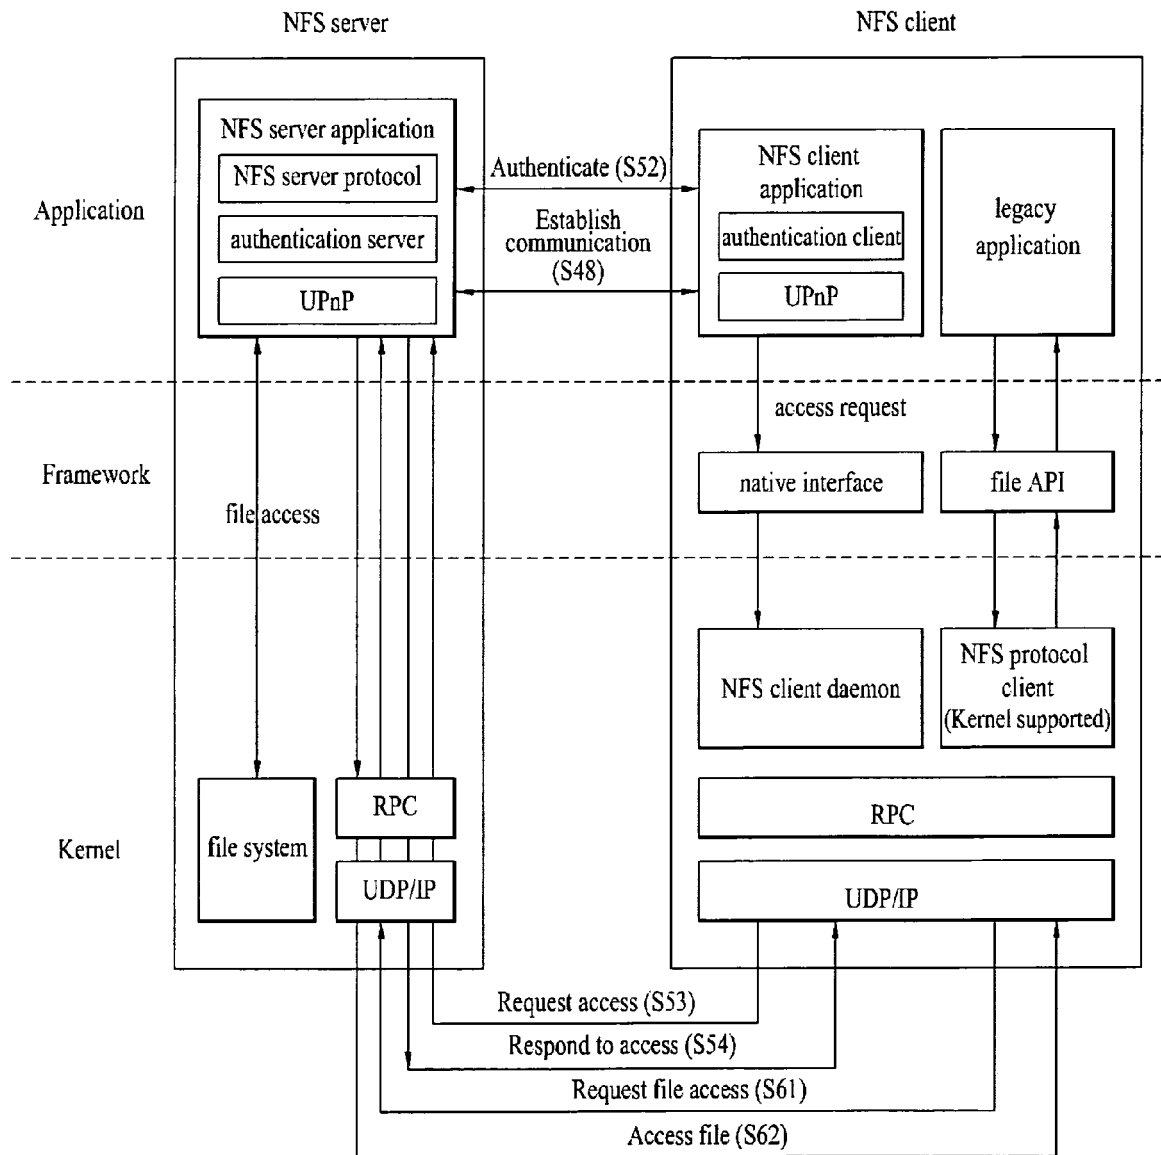 NFS server
NFS client
NFS server application
NFS server protocol
authentication server
UPnP
Application
Authenticate (S52)
Establish
communication
(S48)
NFS client
application
authentication client
UPnP
legacy
application
access request
Framework
native interface
file API
file access
NFS client daemon
NFS protocol
client
(Kernel supported)
Kernel
file system
RPC
UDP/IP
RPC
UDP/IP
Request access (S53)
Respond to access (S54)
Request file access (S61)
Access file (S62)